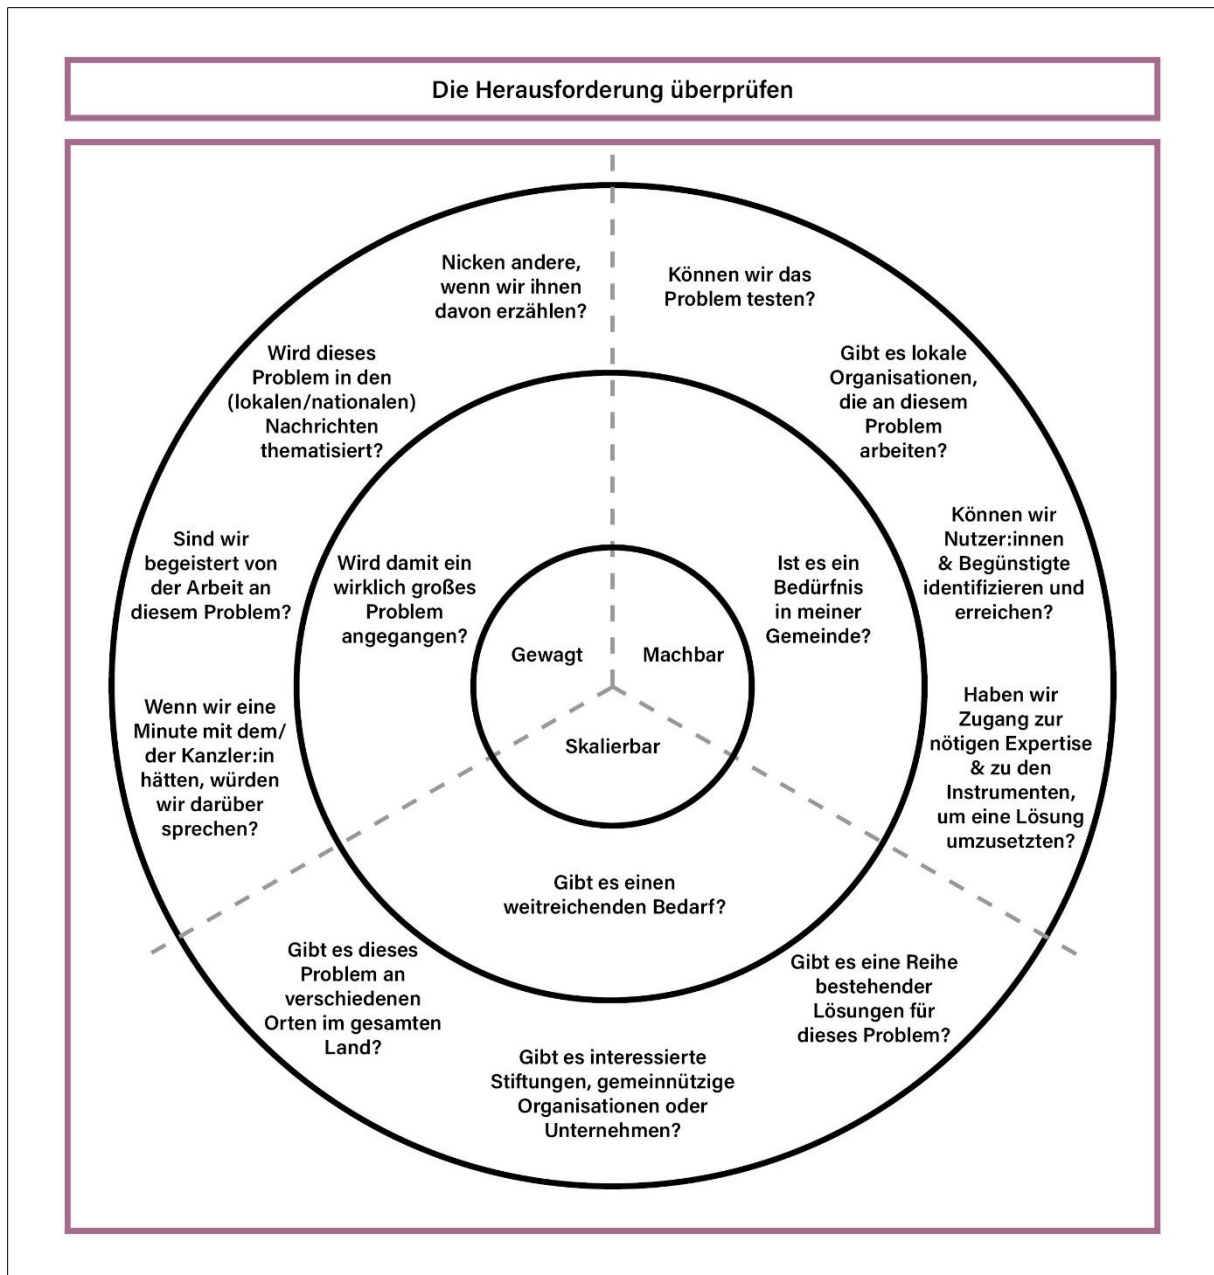 Die Herausforderung überprüfen
Nicken andere,
wenn wir ihnen
davon erzählen?
Wird dieses
Problem in den
(lokalen/nationalen)
Nachrichten
thematisiert?
Sind wir
begeistert von
der Arbeit an
diesem Problem?
Wenn wir eine
Minute mit dem/
der Kanzler:in
hätten, würden
wir darüber
sprechen?
Wird damit ein
wirklich großes
Problem
angegangen?
Gewagt
Können wir das
Problem testen?
Gibt es lokale
Organisationen,
die an diesem
Problem
arbeiten?
Können wir
Nutzer:innen
& Begünstigte
identifizieren und
erreichen?
Haben wir
Zugang zur
nötigen Expertise
& zu den
Instrumenten,
um eine Lösung
umzusetzten?
Ist es ein
Bedürfnis
in meiner
Gemeinde?
Machbar
Skalierbar
Gibt es einen
weitreichenden Bedarf?
Gibt es dieses
Problem an
verschiedenen
Orten im gesamten
Land?
Gibt es interessierte
Stiftungen, gemeinnützige
Organisationen oder
Unternehmen?
Gibt es eine Reihe
bestehender
Lösungen für
dieses Problem?